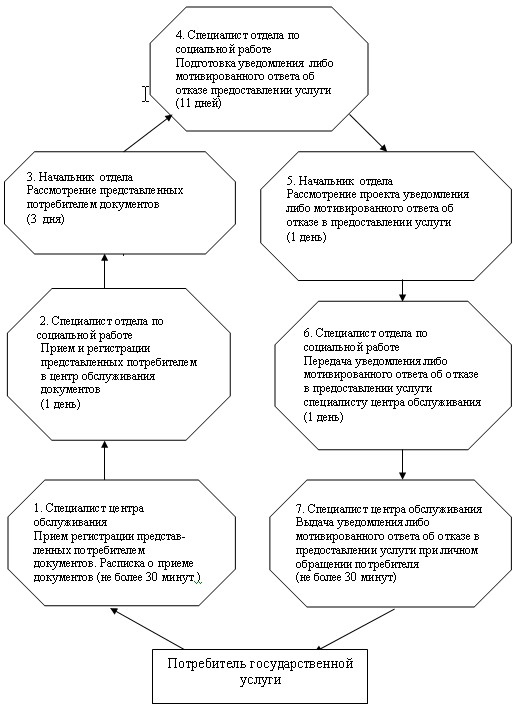 4. Специалист отдела по
социальной работе
Подготовка уведомления либо
мотивированного ответа об
отказе предоставлении услуги
(11 дней)
3. Начальник отдела
Рассмотрение представленных
потребителем документов
(3 дня)
5. Начальник отдела
Рассмотрение проекта уведомления
либо мотивированного ответа об
отказе в предоставлении услуги
(1 день)
2. Специалист отдела по
социальной работе
Прием и регистрации
представленных потребителем
в центр обслуживания
документов
(1 день)
6. Специалист отдела по
социальной работе
Передача уведомления либо
мотивированного ответа об отказе
в предоставлении услуги
специалисту центра обслуживания
(1 день)
1. Специалист центра
обслуживания
Прием регистрации представ-
ленных потребителем
документов. Расписка о приеме
документов (не более 30 минут )
7. Специалист центра обслуживания
Выдача уведомления либо
мотивированного ответа об отказе в
предоставлении услуги при личном
обращении потребителя
(не более 30 минут)
Потребитель государственной
услуги